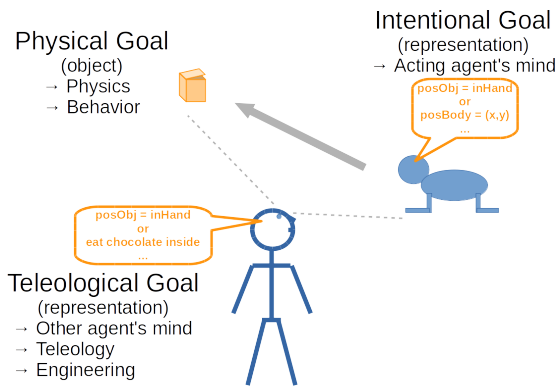 Physical Goal
(object)
→ Physics
→ Behavior
Intentional Goal
(representation)
→ Acting agent's mind
posObj = inHand
or
posBody = (x,y)
...
posObj = inHand
or
eat chocolate inside
...
Teleological Goal
(representation)
→ Other agent's mind
→ Teleology
→ Engineering